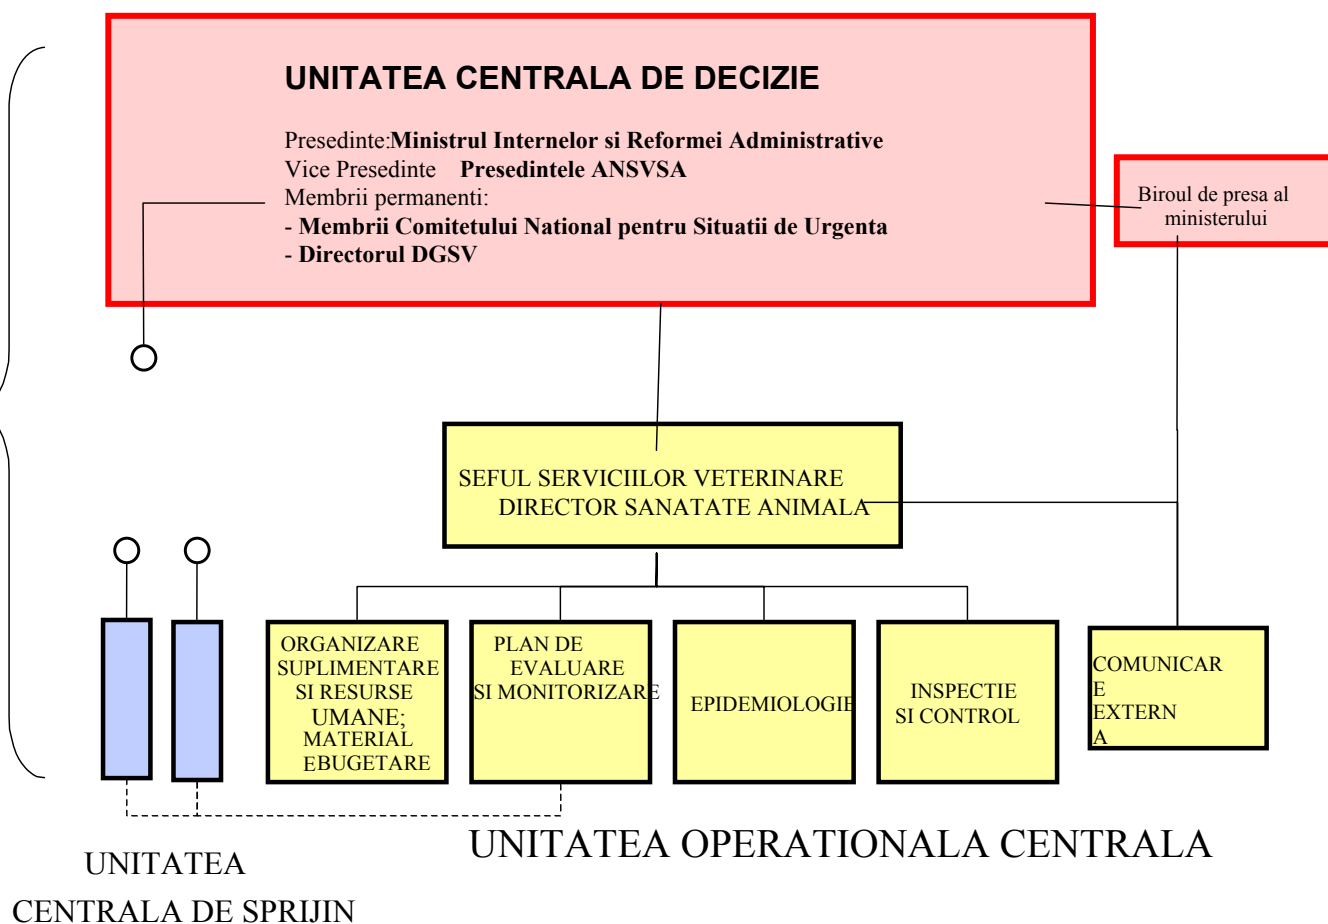 UNITATEA CENTRALA DE DECIZIE
Presedinte:Ministrul Internelor si Reformei Administrative
Vice Presedinte Presedintele ANSVSA
Membrii permanenti:
- Membrii Comitetului National pentru Situatii de Urgenta
- Directorul DGSV
Biroul de presa al
ministerului
SEFUL SERVICIILOR VETERINARE
DIRECTOR SANATATE ANIMALA
ORGANIZARE
SUPLIMENTARE
SI RESURSE
UMANE;
MATERIAL
EBUGETARE
PLAN DE
EVALUARE
SI MONITORIZARE
EPIDEMIOLOGIE
INSPECTIE
SI CONTROL
COMUNICAR
E
EXTERN
A
UNITATEA OPERATIONALA CENTRALA
UNITATEA
CENTRALA DE SPRIJIN